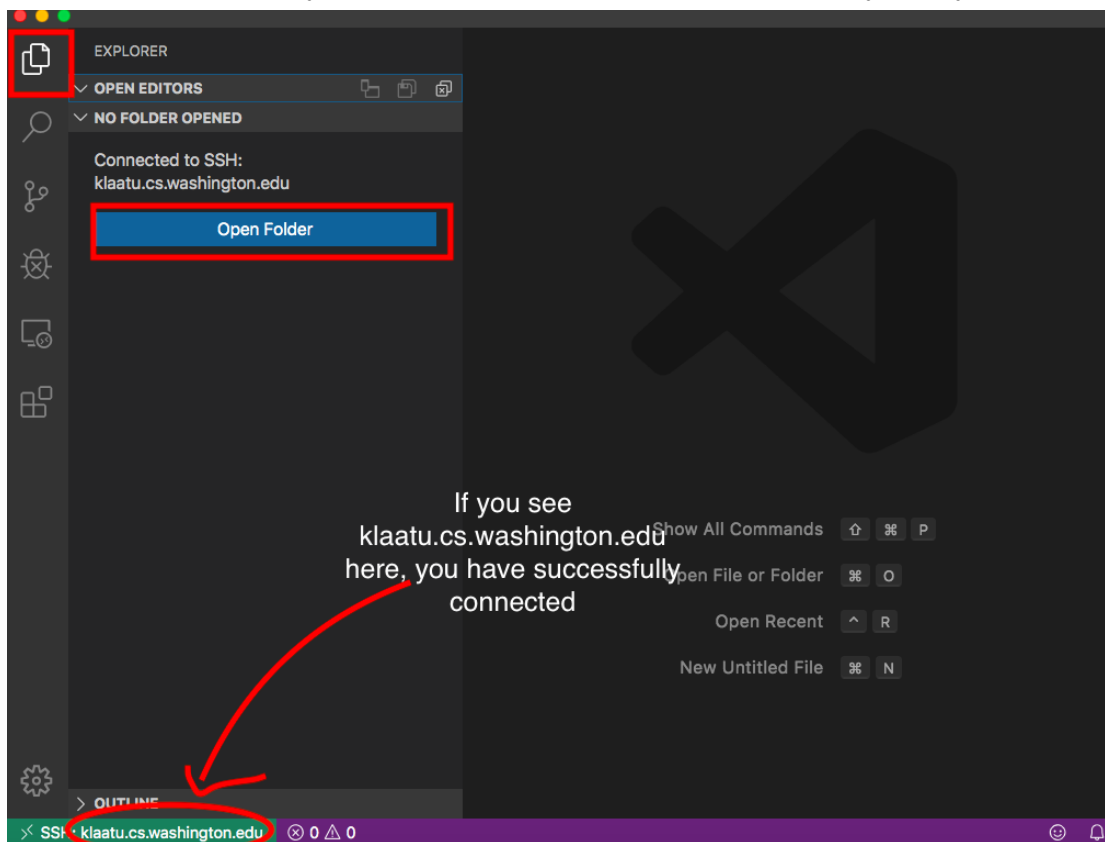 EXPLORER
OPEN EDITORS
NO FOLDER OPENED
Connected to SSH:
klaatu.cs.washington.edu
Open Folder
If you see
klaatu.cs.washington.edu
here, you have successfully
connected
Show All Commands ⇧ ⌘ P
Open File or Folder ⌘ O
Open Recent ^ R
New Untitled File ⌘ N
OUTLINE
SSH: klaatu.cs.washington.edu 0 0